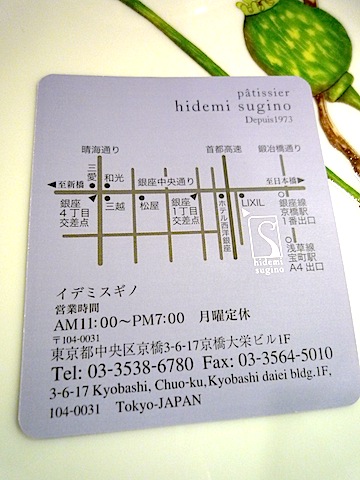 pâtissier
hidemi sugino
Depuis1973
晴海通り
首都高速
鍛冶橋通り
三愛
和光
銀座中央通り
至新橋
至日本橋
銀座
4丁目
交差点
三越
松屋
銀座
1丁目
交差点
ホテル西洋銀座
LIXIL
銀座線
京橋駅
1番出口
S
hidemi
sugino
浅草線
宝町駅
A4出口
イデミスギノ
営業時間
AM11:00〜PM7:00 月曜定休
〒104-0031
東京都中央区京橋3-6-17京橋大栄ビル1F
Tel: 03-3538-6780 Fax: 03-3564-5010
3-6-17 Kyobashi, Chuo-ku,Kyobashi daiei bldg.1F,
104-0031 Tokyo-JAPAN